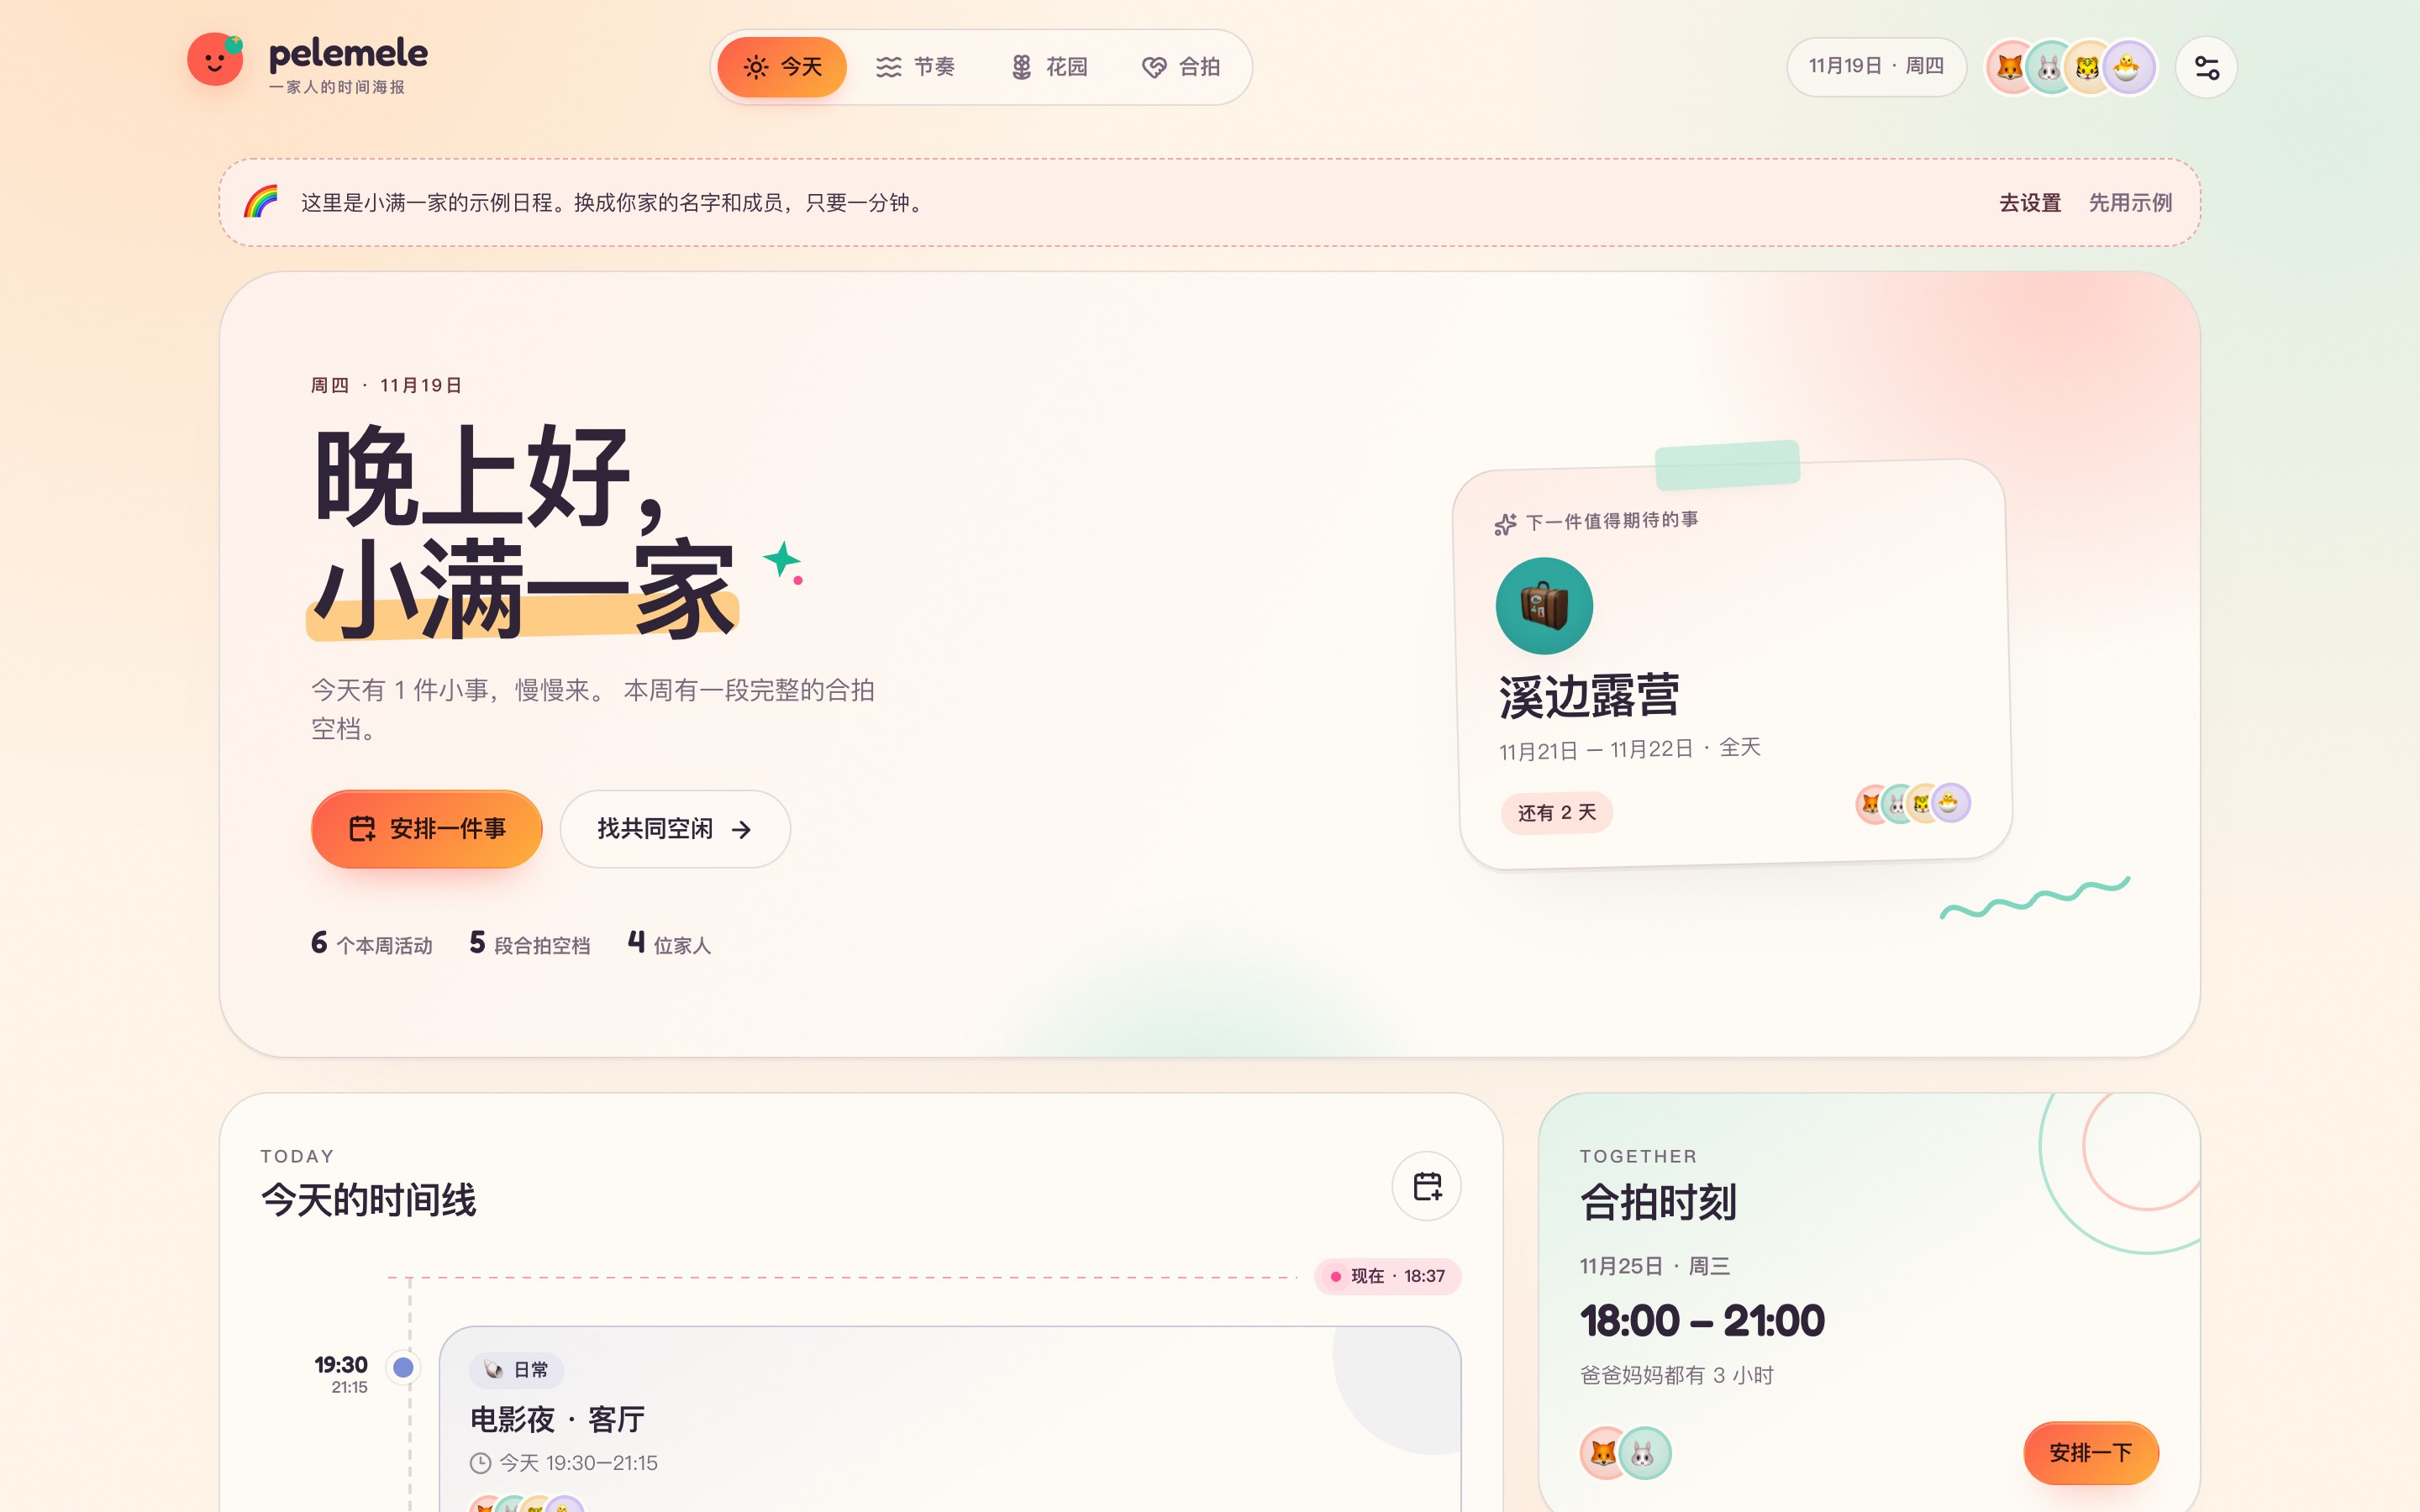 pelemele
一家人的时间海报
今天
节奏
花园
合拍
11月19日 · 周四
这里是小满一家的示例日程。换成你家的名字和成员，只要一分钟。
去设置
先用示例
周四 · 11月19日
晚上好，
小满一家
今天有 1 件小事，慢慢来。 本周有一段完整的合拍
空档。
安排一件事
找共同空闲
6 个本周活动
5 段合拍空档
4 位家人
下一件值得期待的事
溪边露营
11月21日 — 11月22日 · 全天
还有 2 天
TODAY
今天的时间线
现在 · 18:37
19:30
21:15
日常
电影夜 · 客厅
今天 19:30—21:15
TOGETHER
合拍时刻
11月25日 · 周三
18:00 – 21:00
爸爸妈妈都有 3 小时
安排一下